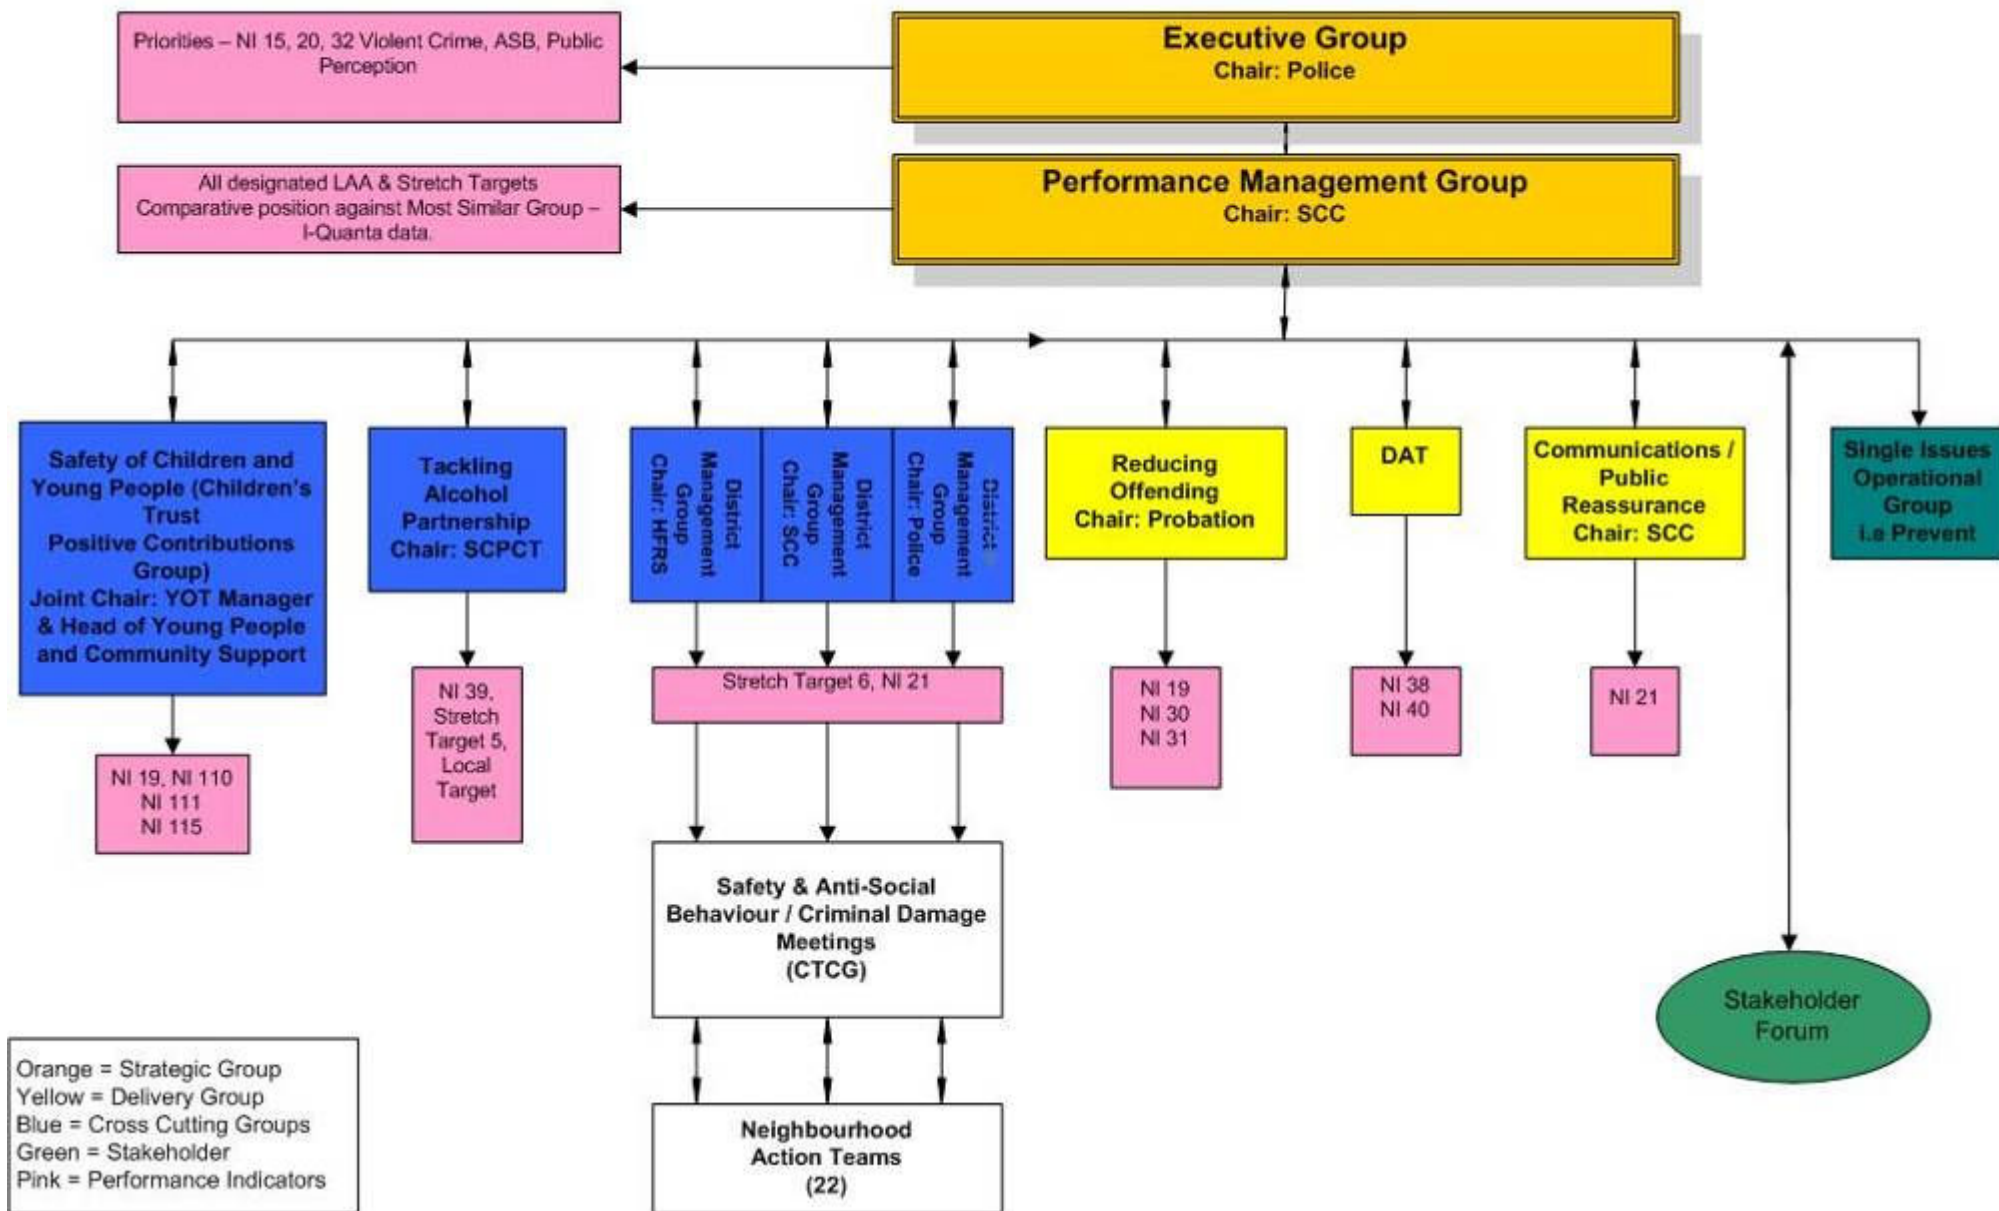 Priorities – NI 15, 20, 32 Violent Crime, ASB, Public
Perception
Executive Group
Chair: Police
All designated LAA & Stretch Targets
Comparative position against Most Similar Group –
I-Quanta data.
Performance Management Group
Chair: SCC
Safety of Children and
Young People (Children's
Trust
Positive Contributions
Group)
Joint Chair: YOT Manager
& Head of Young People
and Community Support
Tackling
Alcohol
Partnership
Chair: SCPCT
District
Management
Group
Chair: HFRS
District
Management
Group
Chair: SCC
District
Management
Group
Chair: Police
Reducing
Offending
Chair: Probation
DAT
Communications /
Public
Reassurance
Chair: SCC
Single Issues
Operational
Group
i.e Prevent
NI 19, NI 110
NI 111
NI 115
NI 39,
Stretch
Target 5,
Local
Target
Stretch Target 6, NI 21
NI 19
NI 30
NI 31
NI 38
NI 40
NI 21
Safety & Anti-Social
Behaviour / Criminal Damage
Meetings
(CTCG)
Stakeholder
Forum
Neighbourhood
Action Teams
(22)
Orange = Strategic Group
Yellow = Delivery Group
Blue = Cross Cutting Groups
Green = Stakeholder
Pink = Performance Indicators